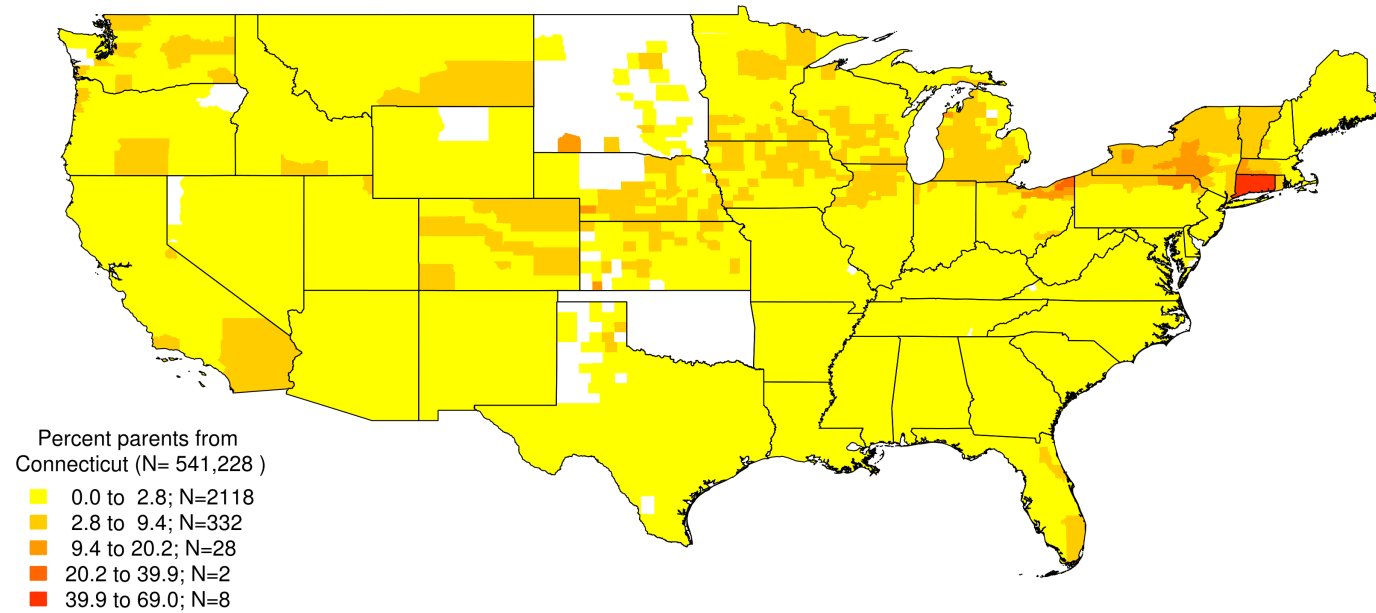 Percent parents from
Connecticut (N= 541,228 )
0.0 to 2.8; N=2118
2.8 to 9.4; N=332
9.4 to 20.2; N=28
20.2 to 39.9; N=2
39.9 to 69.0; N=8